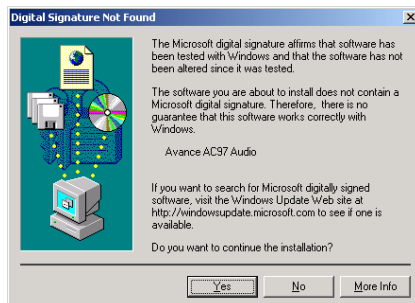 Digital Signature Not Found
The Microsoft digital signature affirms that software has
been tested with Windows and that the software has not
been altered since it was tested.
The software you are about to install does not contain a
Microsoft digital signature. Therefore, there is no
guarantee that this software works correctly with
Windows.
Avance AC97 Audio
If you want to search for Microsoft digitally signed
software, visit the Windows Update Web site at
http://windowsupdate.microsoft.com to see if one is
available.
Do you want to continue the installation?
Yes No More Info